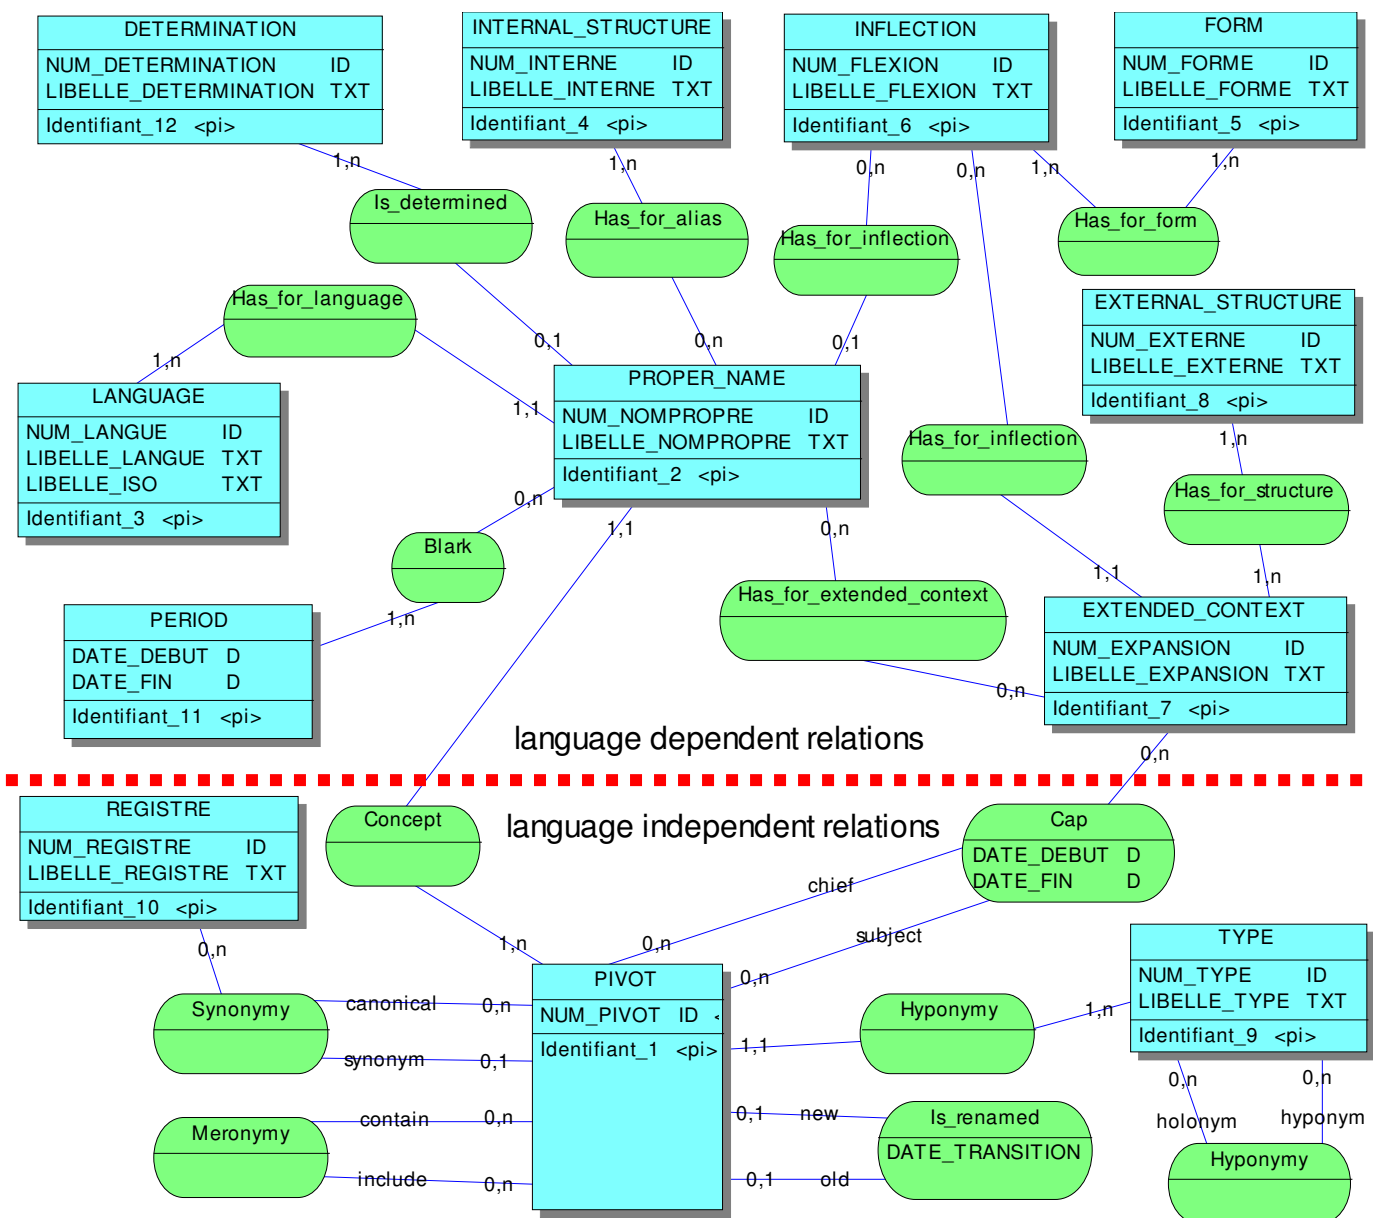 DETERMINATION
NUM_DETERMINATION ID
LIBELLE_DETERMINATION TXT
Identifiant_12 <pi>
INTERNAL_STRUCTURE
NUM_INTERNE ID
LIBELLE_INTERNE TXT
Identifiant_4 <pi>
INFLECTION
NUM_FLEXION ID
LIBELLE_FLEXION TXT
Identifiant_6 <pi>
FORM
NUM_FORME ID
LIBELLE_FORME TXT
Identifiant_5 <pi>
1,n
1,n
0,n
0,n
1,n
1,n
Is_determined
Has_for_alias
Has_for_inflection
Has_for_form
Has_for_language
1,n
0,1
0,n
0,1
EXTERNAL_STRUCTURE
NUM_EXTERNE ID
LIBELLE_EXTERNE TXT
Identifiant_8 <pi>
LANGUAGE
NUM_LANGUE ID
LIBELLE_LANGUE TXT
LIBELLE_ISO TXT
Identifiant_3 <pi>
1,1
PROPER_NAME
NUM_NOMPROPRE ID
LIBELLE_NOMPROPRE TXT
Identifiant_2 <pi>
Has_for_inflection
1,n
Has_for_structure
0,n
1,1
0,n
Blark
1,n
1,1
1,n
Has_for_extended_context
0,n
PERIOD
DATE_DEBUT D
DATE_FIN D
Identifiant_11 <pi>
EXTENDED_CONTEXT
NUM_EXPANSION ID
LIBELLE_EXPANSION TXT
Identifiant_7 <pi>
language dependent relations
0,n
REGISTRE
NUM_REGISTRE ID
LIBELLE_REGISTRE TXT
Identifiant_10 <pi>
Concept
language independent relations
Cap
DATE_DEBUT D
DATE_FIN D
chief
subject
0,n
1,n
0,n
0,n
Synonymy
canonical
0,n
synonym
0,1
PIVOT
NUM_PIVOT ID <
Identifiant_1 <pi>
Hyponymy
1,n
1,1
TYPE
NUM_TYPE ID
LIBELLE_TYPE TXT
Identifiant_9 <pi>
Meronymy
contain
0,n
include
0,n
0,1 new
Is_renamed
DATE_TRANSITION
0,1 old
0,n
0,n
holonym
hyponym
Hyponymy